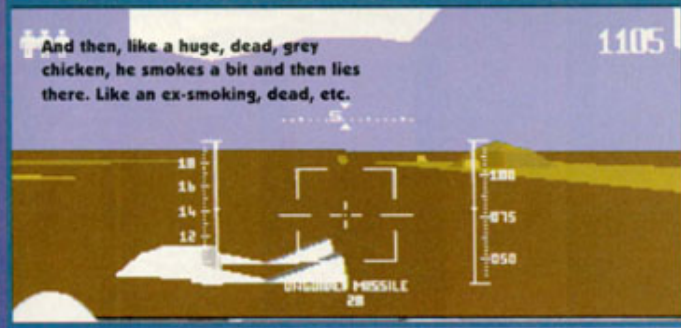 And then, like a huge, dead, grey
chicken, he smokes a bit and then lies
there. Like an ex-smoking, dead, etc.
1105
18
16
14
12
100
075
050
MISSILE
28